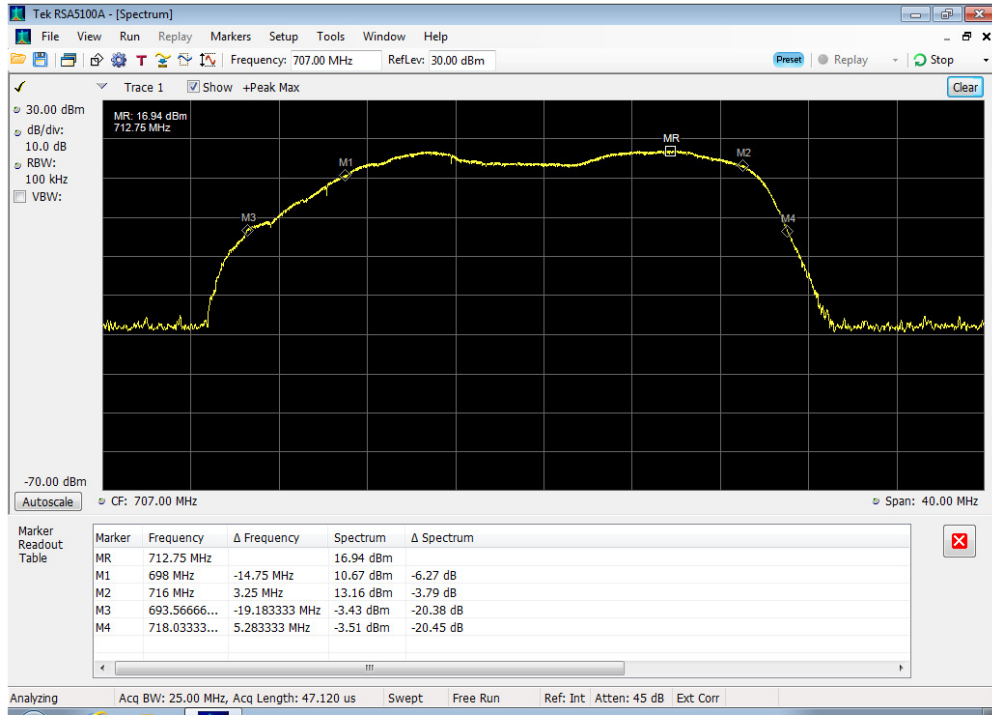 Tek RSA5100A - [Spectrum]
File View Run Replay Markers Setup Tools Window Help
T Frequency: 707.00 MHz RefLev: 30.00 dBm Preset Replay Stop
Trace 1 Show +Peak Max Clear
30.00 dBm
dB/div:
10.0 dB
RBW:
100 kHz
VBW:
-70.00 dBm
Autoscale
MR: 16.94 dBm
712.75 MHz
M3
M1
MR
M2
M4
CF: 707.00 MHz Span: 40.00 MHz
Marker
Readout
Table
Marker Frequency Δ Frequency Spectrum Δ Spectrum
MR 712.75 MHz 16.94 dBm
M1 698 MHz -14.75 MHz 10.67 dBm -6.27 dB
M2 716 MHz 3.25 MHz 13.16 dBm -3.79 dB
M3 693.56666... -19.183333 MHz -3.43 dBm -20.38 dB
M4 718.03333... 5.283333 MHz -3.51 dBm -20.45 dB
Analyzing Acq BW: 25.00 MHz, Acq Length: 47.120 us Swept Free Run Ref: Int Atten: 45 dB Ext Corr